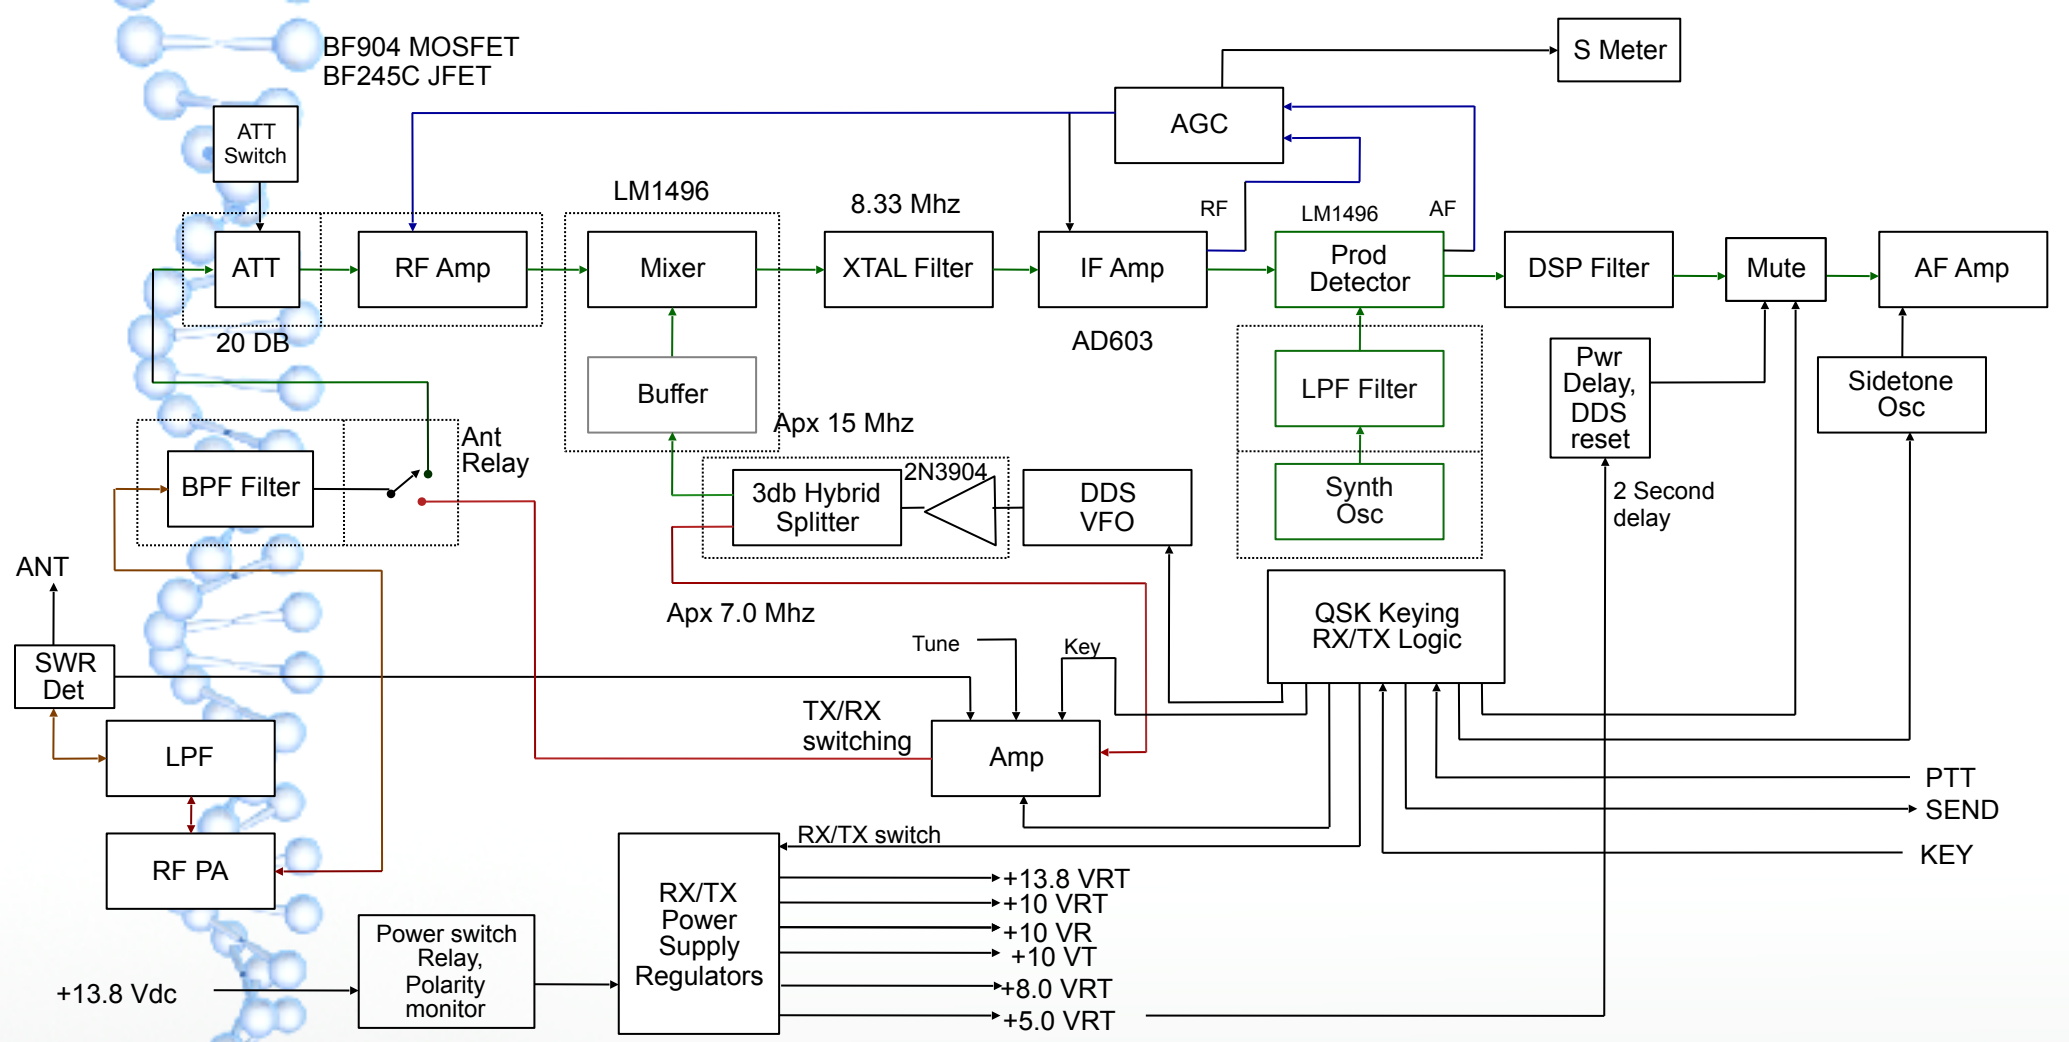 BF904 MOSFET
BF245C JFET
S Meter
AGC
ATT
Switch
LM1496
8.33 Mhz
RF
LM1496
AF
ATT
RF Amp
Mixer
XTAL Filter
IF Amp
Prod
Detector
DSP Filter
Mute
AF Amp
20 DB
AD603
Buffer
LPF Filter
Pwr
Delay,
DDS
reset
Sidetone
Osc
Apx 15 Mhz
Ant
Relay
BPF Filter
3db Hybrid
Splitter
2N3904
DDS
VFO
Synth
Osc
2 Second
delay
ANT
Apx 7.0 Mhz
QSK Keying
RX/TX Logic
Tune
Key
SWR
Det
TX/RX
switching
LPF
Amp
PTT
SEND
KEY
RX/TX switch
RF PA
RX/TX
Power
Supply
Regulators
+13.8 VRT
+10 VRT
+10 VR
+10 VT
+8.0 VRT
+5.0 VRT
Power switch
Relay,
Polarity
monitor
+13.8 Vdc